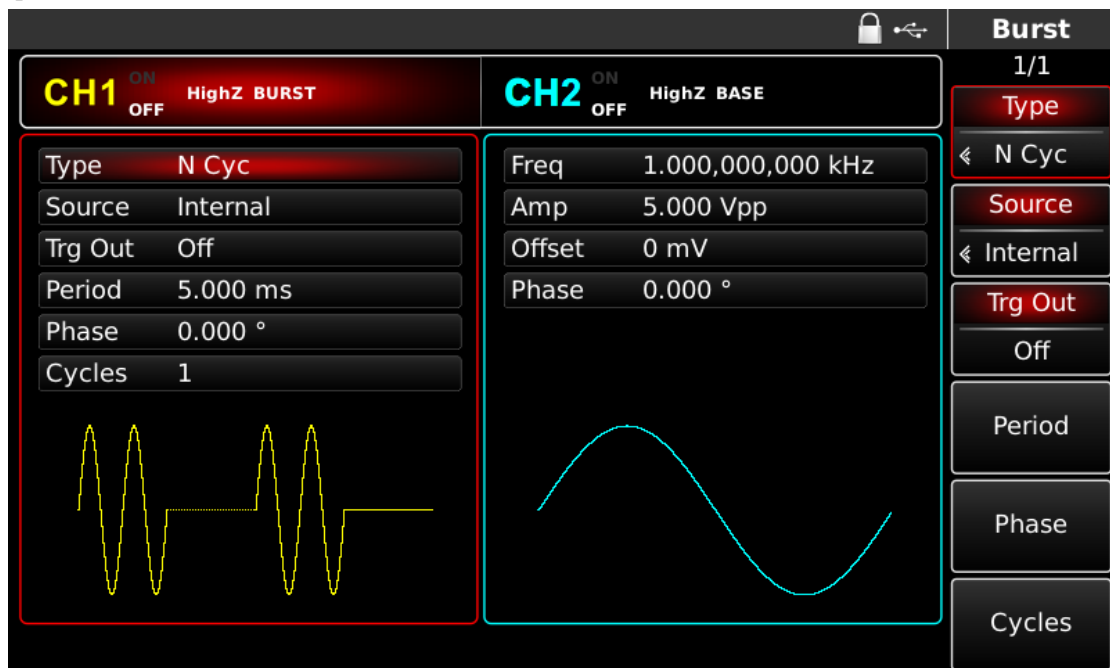 Burst
1/1
CH1 ON OFF HighZ BURST
CH2 ON OFF HighZ BASE
Type N Cyc
Source Internal
Trg Out Off
Period 5.000 ms
Phase 0.000 °
Cycles 1
Freq 1.000,000,000 kHz
Amp 5.000 Vpp
Offset 0 mV
Phase 0.000 °
Type
N Cyc
Source
Internal
Trg Out
Off
Period
Phase
Cycles